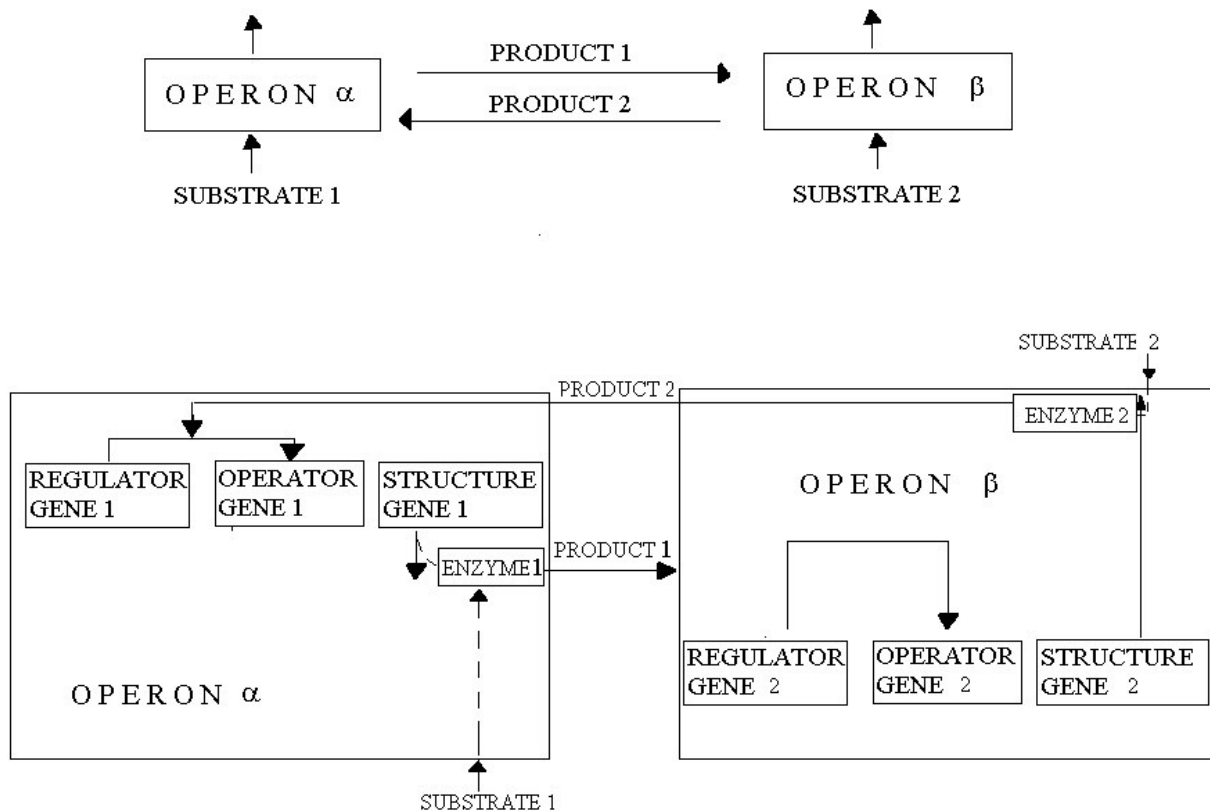 PRODUCT 1
OPERON α
OPERON β
PRODUCT 2
SUBSTRATE 1
SUBSTRATE 2
SUBSTRATE 2
PRODUCT 2
ENZYME 2
REGULATOR
GENE 1
OPERATOR
GENE 1
STRUCTURE
GENE 1
OPERON β
PRODUCT 1
ENZYME 1
REGULATOR
GENE 2
OPERATOR
GENE 2
STRUCTURE
GENE 2
OPERON α
SUBSTRATE 1